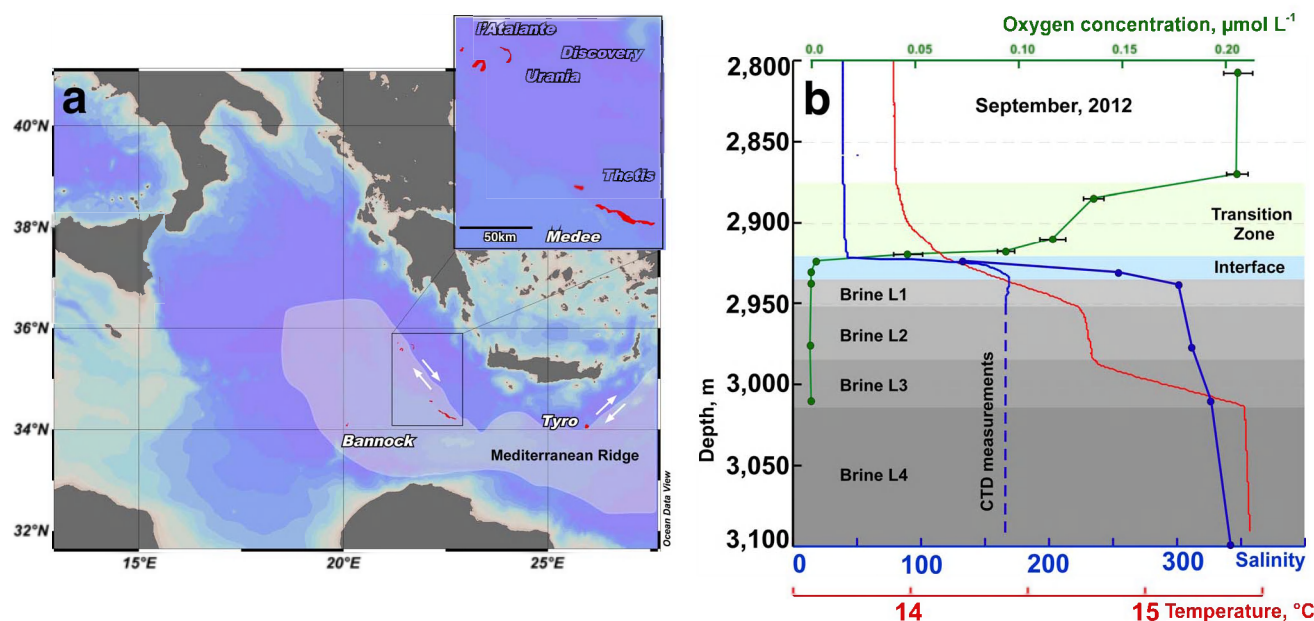 a
l'Atalante
Discovery
Urania
Thetis
Medee
50km
40°N
38°N
36°N
34°N
32°N
Tyro
Bannock
Mediterranean Ridge
Ocean Data View
15°E
20°E
25°E
b
Oxygen concentration, µmol L-1
0.0
0.05
0.10
0.15
0.20
September, 2012
2,800
2,850
2,900
2,950
3,000
3,050
3,100
Depth, m
Transition
Zone
Interface
Brine L1
Brine L2
Brine L3
Brine L4
CTD measurements
0
100
200
300
Salinity
14
15
Temperature, °C